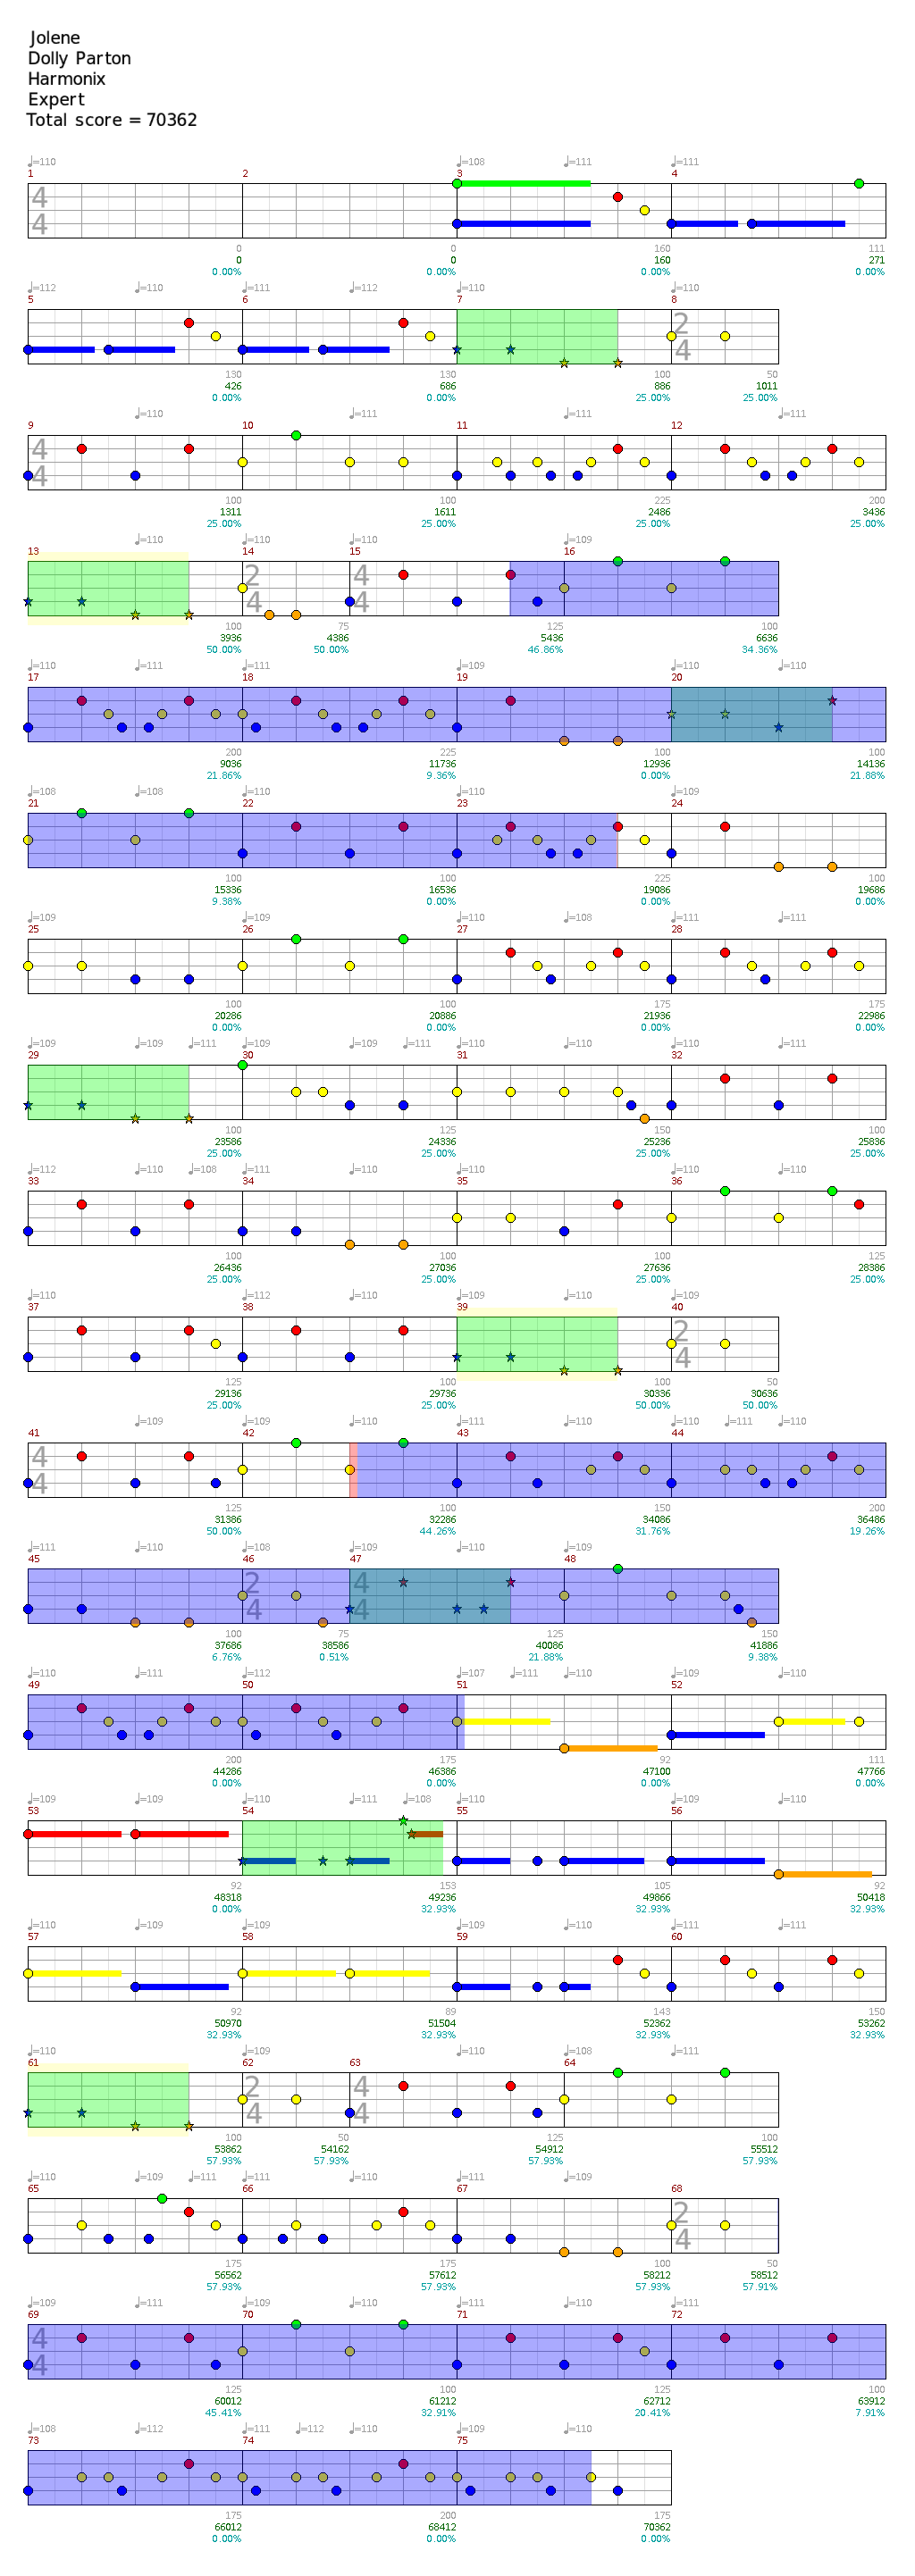 Jolene
Dolly Parton
Harmonix
Expert
Total score = 70362
♩=110 ♩=108 ♩=111 ♩=111
1 2 3 4
4
4
0 0 160 111
0 0 160 271
0.00% 0.00% 0.00% 0.00%
♩=112 ♩=110 ♩=111 ♩=112 ♩=110 ♩=110
5 6 7 8
2
4
130 130 100 50
426 686 886 1011
0.00% 0.00% 25.00% 25.00%
♩=109 ♩=110 ♩=111 ♩=111 ♩=111
9 10 11 12
4
4
100 100 225 200
1311 1611 2486 3436
25.00% 25.00% 25.00% 25.00%
♩=110 ♩=110 ♩=110 ♩=109
13 14 15 16
2 4
4 4
100 75 125 100
3936 4386 5436 6636
50.00% 50.00% 46.86% 34.36%
♩=110 ♩=111 ♩=111 ♩=109 ♩=110 ♩=110
17 18 19 20
200 225 100 100
9036 11736 12936 14136
21.86% 9.36% 0.00% 21.88%
♩=108 ♩=108 ♩=110 ♩=110 ♩=109
21 22 23 24
100 100 225 100
15336 16536 19086 19686
9.38% 0.00% 0.00% 0.00%
♩=109 ♩=109 ♩=110 ♩=108 ♩=111 ♩=111
25 26 27 28
100 100 175 175
20286 20886 21936 22986
0.00% 0.00% 0.00% 0.00%
♩=109 ♩=109 ♩=111 ♩=110 ♩=109 ♩=111 ♩=110 ♩=110 ♩=110 ♩=111
29 30 31 32
100 125 150 100
23586 24336 25236 25836
25.00% 25.00% 25.00% 25.00%
♩=112 ♩=110 ♩=108 ♩=111 ♩=110 ♩=110 ♩=110 ♩=110
33 34 35 36
100 100 100 125
26436 27036 27636 28386
25.00% 25.00% 25.00% 25.00%
♩=110 ♩=112 ♩=110 ♩=109 ♩=110 ♩=109
37 38 39 40
2
4
125 100 100 50
29136 29736 30336 30636
25.00% 25.00% 50.00% 50.00%
♩=109 ♩=109 ♩=110 ♩=111 ♩=110 ♩=110 ♩=111 ♩=110
41 42 43 44
4
4
125 100 150 200
31386 32286 34086 36486
50.00% 44.26% 31.76% 19.26%
♩=111 ♩=110 ♩=108 ♩=109 ♩=110 ♩=109
45 46 47 48
2 4
4 4
100 75 125 150
37686 38586 40086 41886
6.76% 0.51% 21.88% 9.38%
♩=110 ♩=111 ♩=112 ♩=107 ♩=111 ♩=110 ♩=109 ♩=110
49 50 51 52
200 175 92 111
44286 46386 47100 47766
0.00% 0.00% 0.00% 0.00%
♩=109 ♩=109 ♩=110 ♩=111 ♩=108 ♩=110 ♩=109 ♩=110
53 54 55 56
92 153 105 92
48318 49236 49866 50418
0.00% 32.93% 32.93% 32.93%
♩=110 ♩=109 ♩=109 ♩=109 ♩=110 ♩=110 ♩=111
57 58 59 60
92 89 143 150
50970 51504 52362 53262
32.93% 32.93% 32.93% 32.93%
♩=110 ♩=109 ♩=110 ♩=108 ♩=111
61 62 63 64
2 4
4 4
100 50 125 100
53862 54162 54912 55512
57.93% 57.93% 57.93% 57.93%
♩=110 ♩=109 ♩=111 ♩=111 ♩=110 ♩=111 ♩=109
65 66 67 68
2
4
175 175 100 50
56562 57612 58212 58512
57.93% 57.93% 57.93% 57.91%
♩=109 ♩=111 ♩=109 ♩=110 ♩=111 ♩=110 ♩=111
69 70 71 72
4
4
125 100 125 100
60012 61212 62712 63912
45.41% 32.91% 20.41% 7.91%
♩=108 ♩=112 ♩=111 ♩=112 ♩=110 ♩=109 ♩=110
73 74 75
175 200 175
66012 68412 70362
0.00% 0.00% 0.00%